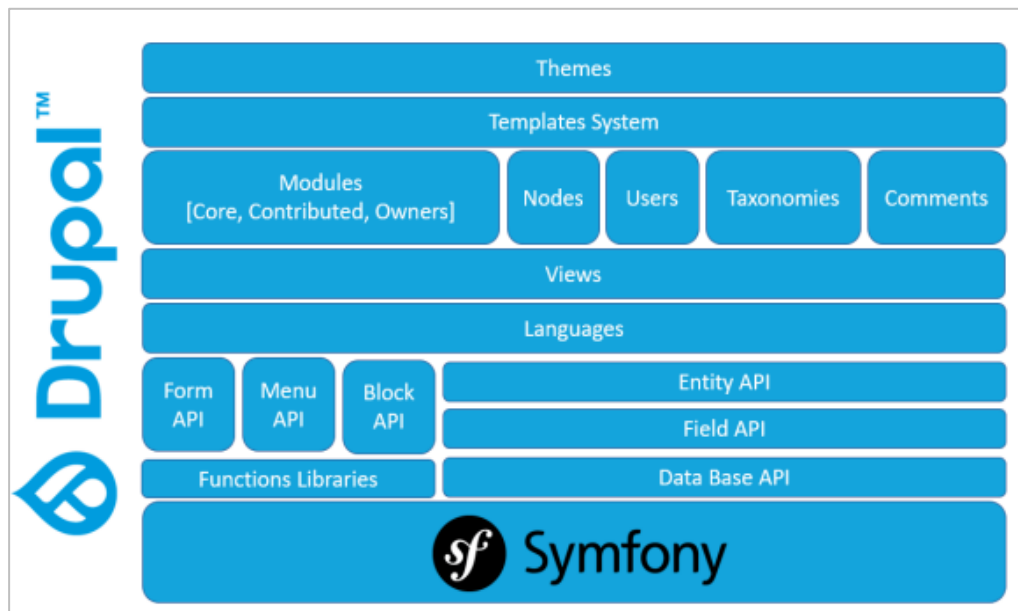 Drupal™
Themes
Templates System
Modules
[Core, Contributed, Owners]
Nodes
Users
Taxonomies
Comments
Views
Languages
Form
API
Menu
API
Block
API
Entity API
Field API
Functions Libraries
Data Base API
sf Symfony